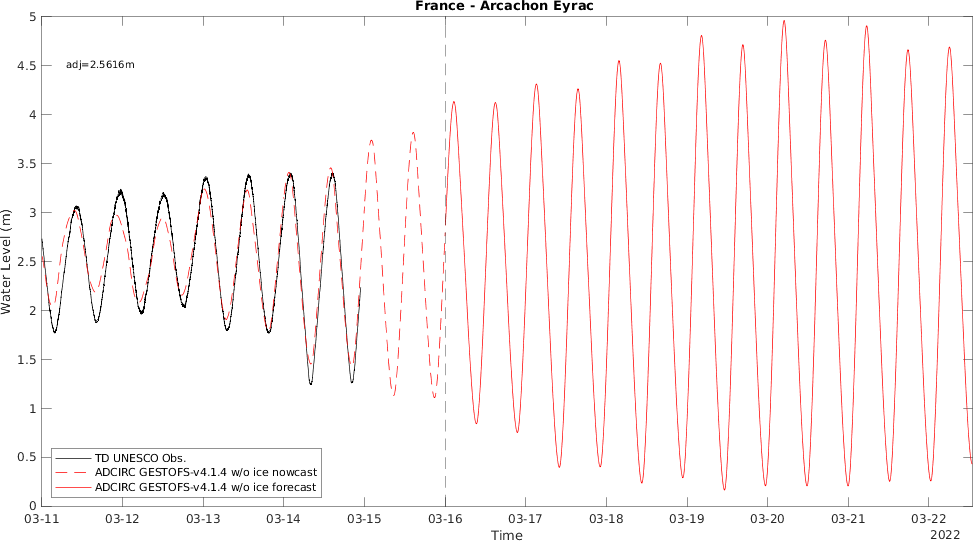 France - Arcachon Eyrac
adj=2.5616m
Water Level (m)
5
4.5
4
3.5
3
2.5
2
1.5
1
0.5
0
TD UNESCO Obs.
ADCIRC GESTOFS-v4.1.4 w/o ice nowcast
ADCIRC GESTOFS-v4.1.4 w/o ice forecast
03-11 03-12 03-13 03-14 03-15 03-16 03-17 03-18 03-19 03-20 03-21 03-22
2022
Time